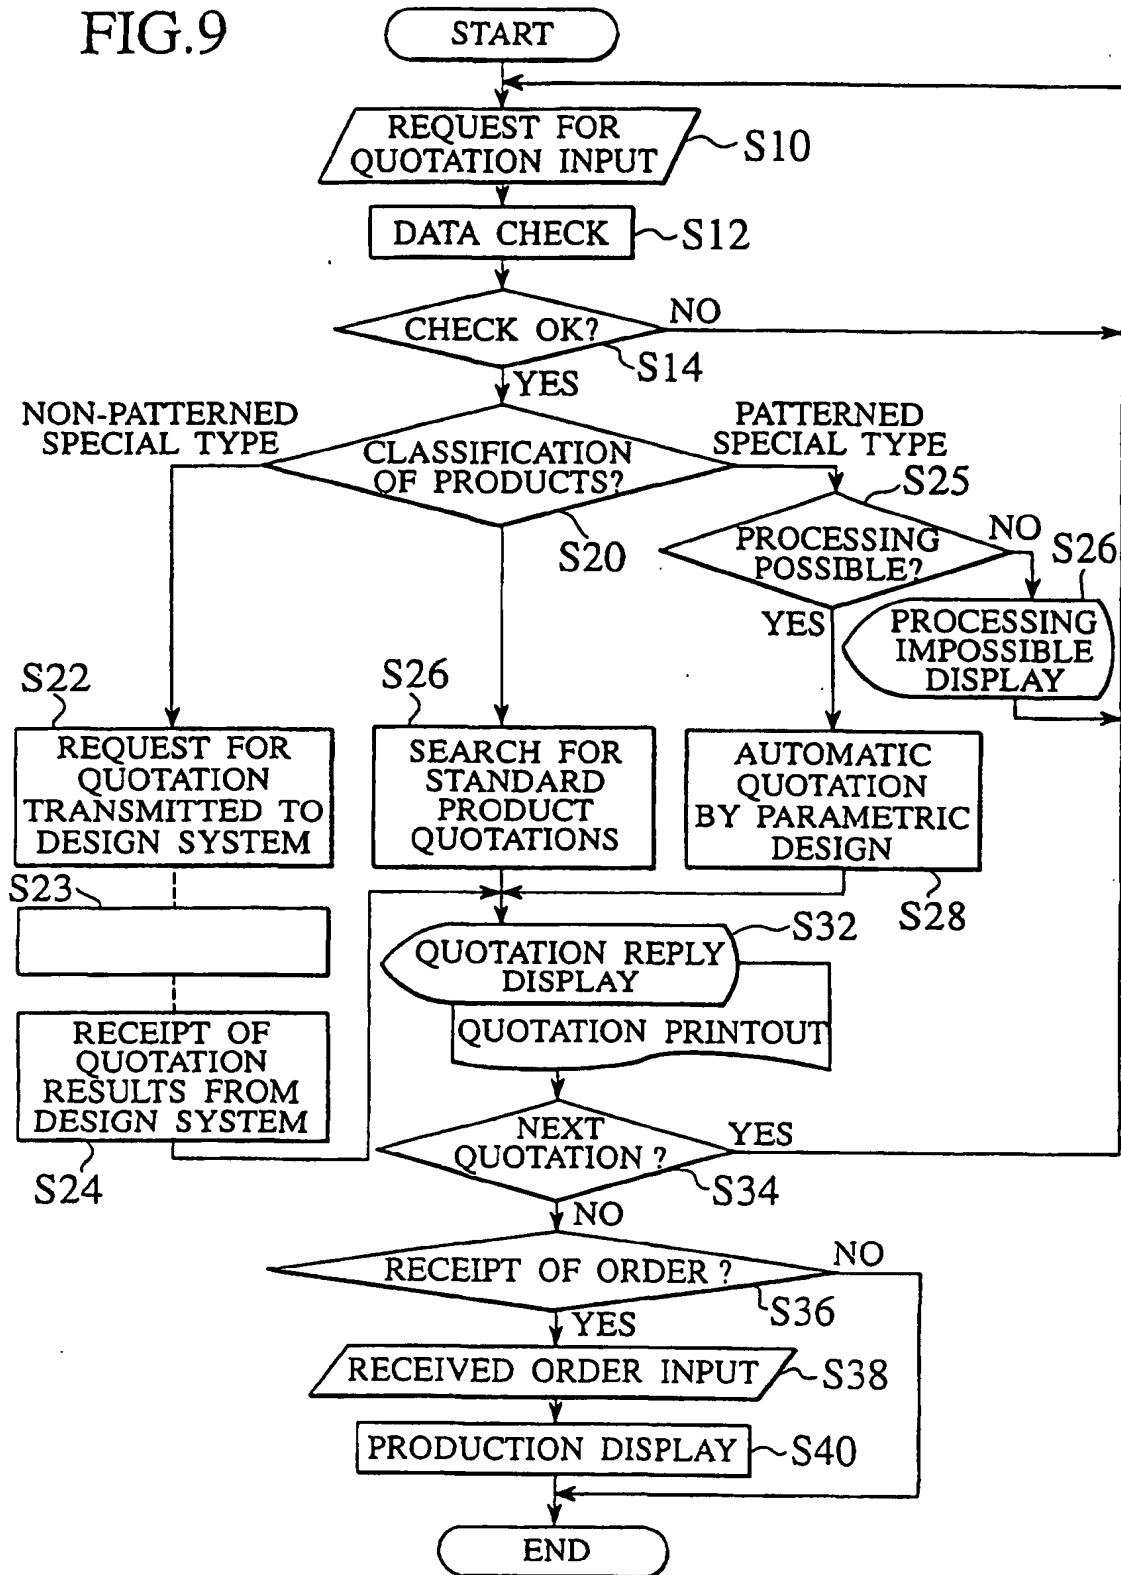 FIG.9
START
REQUEST FOR
QUOTATION INPUT
S10
DATA CHECK
S12
CHECK OK?
NO
S14
YES
NON-PATTERNED
SPECIAL TYPE
PATTERNED
SPECIAL TYPE
CLASSIFICATION
OF PRODUCTS?
S20
S25
PROCESSING
POSSIBLE?
NO
S26
YES
PROCESSING
IMPOSSIBLE
DISPLAY
S22
REQUEST FOR
QUOTATION
TRANSMITTED TO
DESIGN SYSTEM
S26
SEARCH FOR
STANDARD
PRODUCT
QUOTATIONS
AUTOMATIC
QUOTATION
BY PARAMETRIC
DESIGN
S28
S23
S32
QUOTATION REPLY
DISPLAY
QUOTATION PRINTOUT
RECEIPT OF
QUOTATION
RESULTS FROM
DESIGN SYSTEM
S24
NEXT
QUOTATION ?
YES
S34
NO
RECEIPT OF ORDER ?
NO
S36
YES
RECEIVED ORDER INPUT
S38
PRODUCTION DISPLAY
S40
END